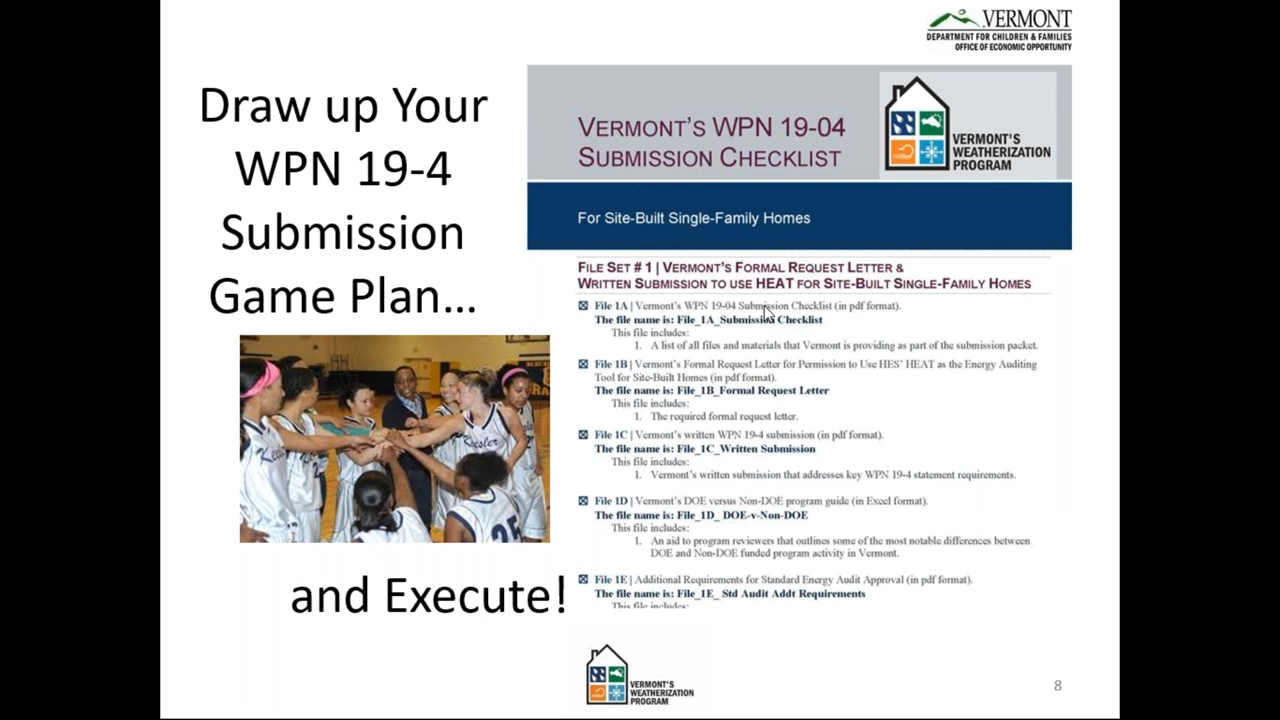 VERMONT
DEPARTMENT FOR CHILDREN & FAMILIES
OFFICE OF ECONOMIC OPPORTUNITY
Draw up Your
WPN 19-4
Submission
Game Plan...
and Execute!
VERMONT'S WPN 19-04
SUBMISSION CHECKLIST
VERMONT'S
WEATHERIZATION
PROGRAM
For Site-Built Single-Family Homes
FILE SET # 1 | VERMONT'S FORMAL REQUEST LETTER &
WRITTEN SUBMISSION TO USE HEAT FOR SITE-BUILT SINGLE-FAMILY HOMES
File 1A | Vermont's WPN 19-04 Submission Checklist (in pdf format).
The file name is: File_1A_Submission Checklist
This file includes:
1. A list of all files and materials that Vermont is providing as part of the submission packet.
File 1B | Vermont's Formal Request Letter for Permission to Use HES' HEAT as the Energy Auditing
Tool for Site-Built Homes (in pdf format).
The file name is: File_1B_Formal Request Letter
This file includes:
1. The required formal request letter.
File 1C | Vermont's written WPN 19-4 submission (in pdf format).
The file name is: File_1C_Written Submission
This file includes:
1. Vermont's written submission that addresses key WPN 19-4 statement requirements.
File 1D | Vermont's DOE versus Non-DOE program guide (in Excel format).
The file name is: File_1D_ DOE-v-Non-DOE
This file includes:
1. An aid to program reviewers that outlines some of the most notable differences between
DOE and Non-DOE funded program activity in Vermont.
File 1E | Additional Requirements for Standard Energy Audit Approval (in pdf format).
The file name is: File_1E_ Std Audit Addt Requirements
This file includes:
Keesler
25
VERMONT'S
WEATHERIZATION
PROGRAM
8